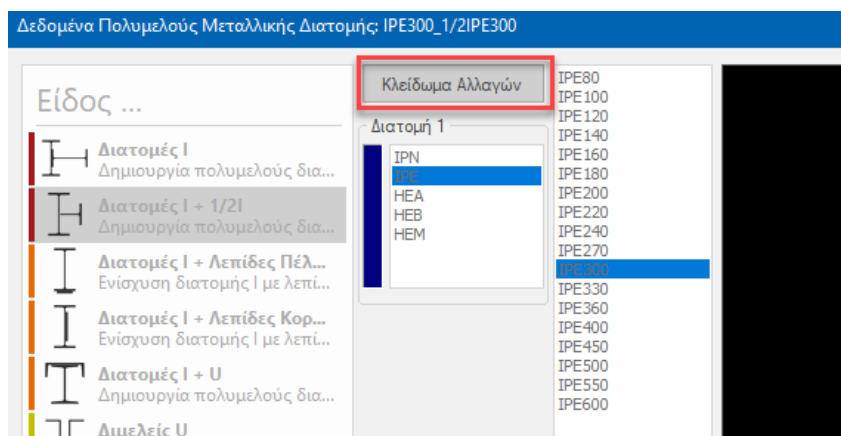 Δεδομένα Πολυμελούς Μεταλλικής Διατομής: IPE300_1/2IPE300
Είδος ...
Διατομές I
Δημιουργία πολυμελούς δια...
Διατομές I + 1/2I
Δημιουργία πολυμελούς δια...
Διατομές I + Λεπίδες Πέλ...
Ενίσχυση διατομής I με λεπί...
Διατομές I + Λεπίδες Κορ...
Ενίσχυση διατομής I με λεπί...
Διατομές I + U
Δημιουργία πολυμελούς δια...
Διμελείς U
Κλείδωμα Αλλαγών
Διατομή 1
IPN
IPE
HEA
HEB
HEM
IPE80
IPE100
IPE120
IPE140
IPE160
IPE180
IPE200
IPE220
IPE240
IPE270
IPE300
IPE330
IPE360
IPE400
IPE450
IPE500
IPE550
IPE600